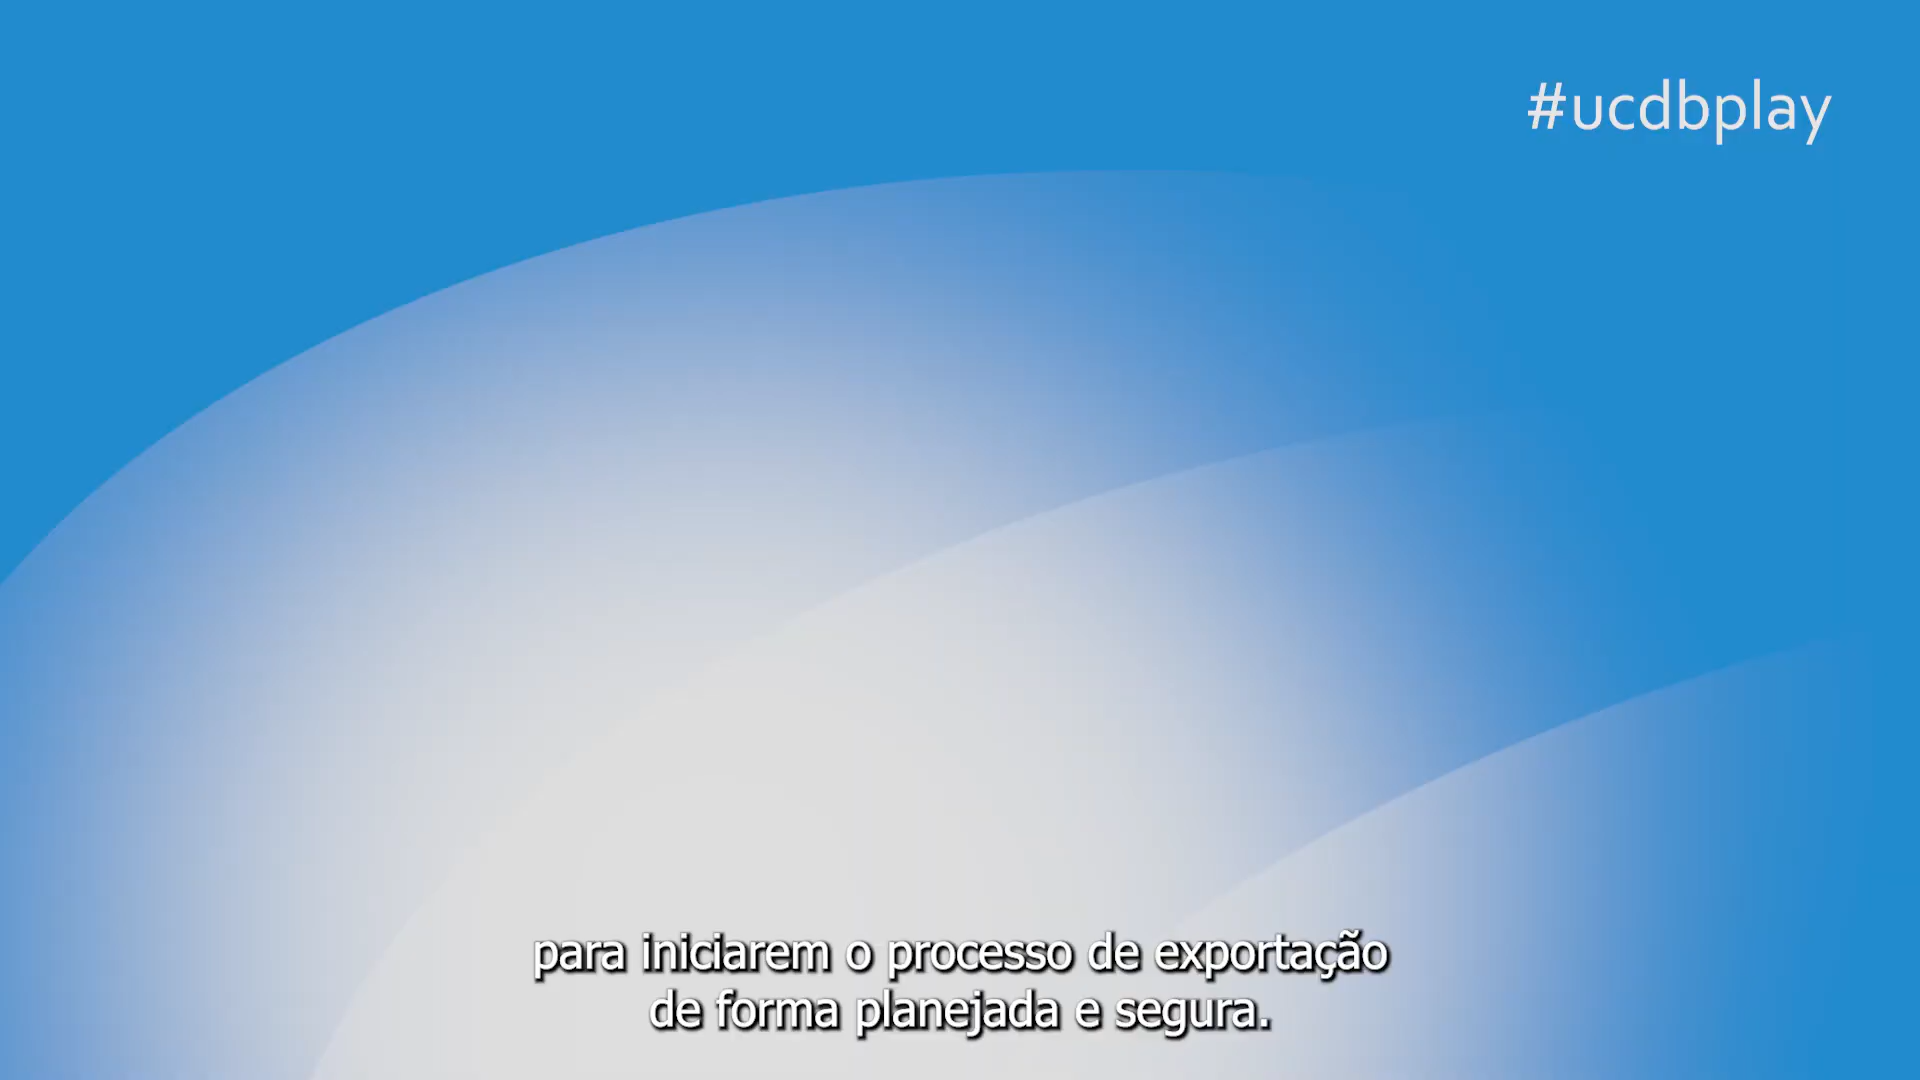 #ucdbplay
para iniciarem o processo de exportação
de forma planejada e segura.